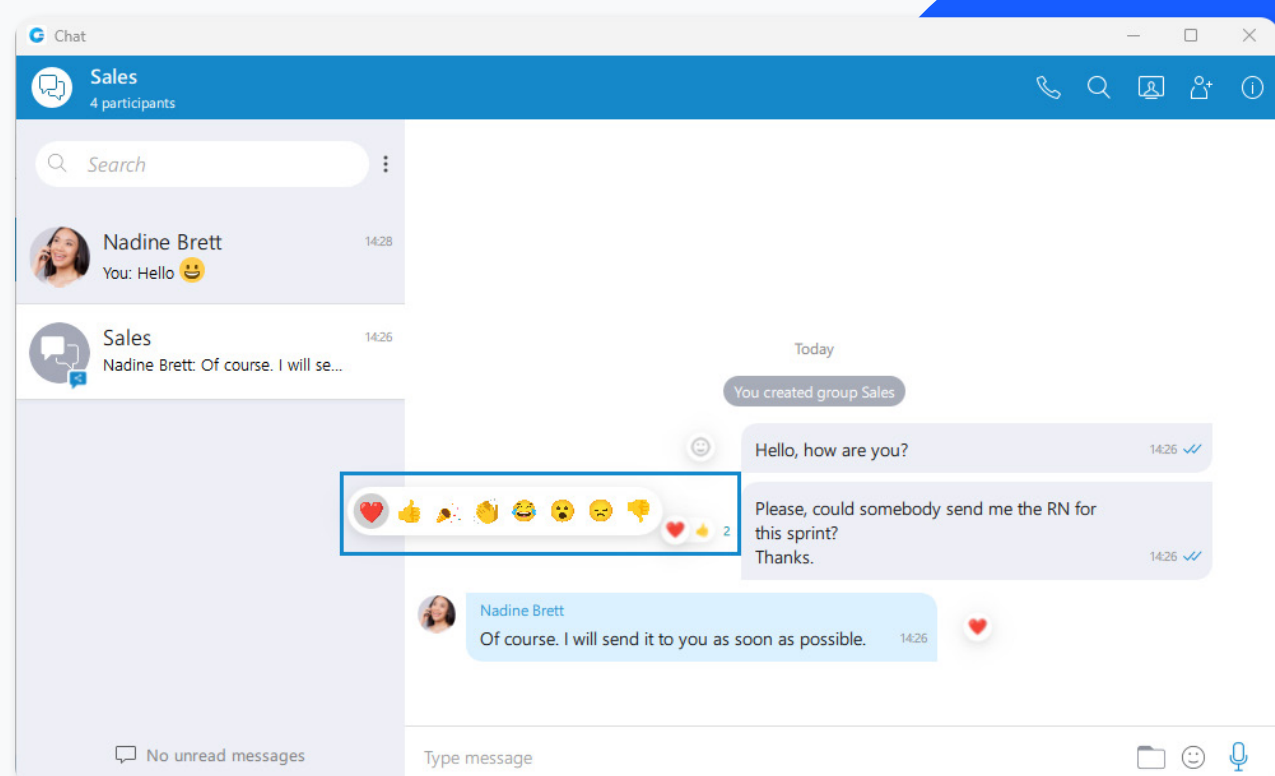 Chat
Sales
4 participants
Search
Nadine Brett
14:28
You: Hello 😃
Sales
14:26
Nadine Brett: Of course. I will se...
No unread messages
Today
You created group Sales
Hello, how are you?
14:26
Please, could somebody send me the RN for
this sprint?
Thanks.
14:26
2
Nadine Brett
Of course. I will send it to you as soon as possible.
14:26
Type message